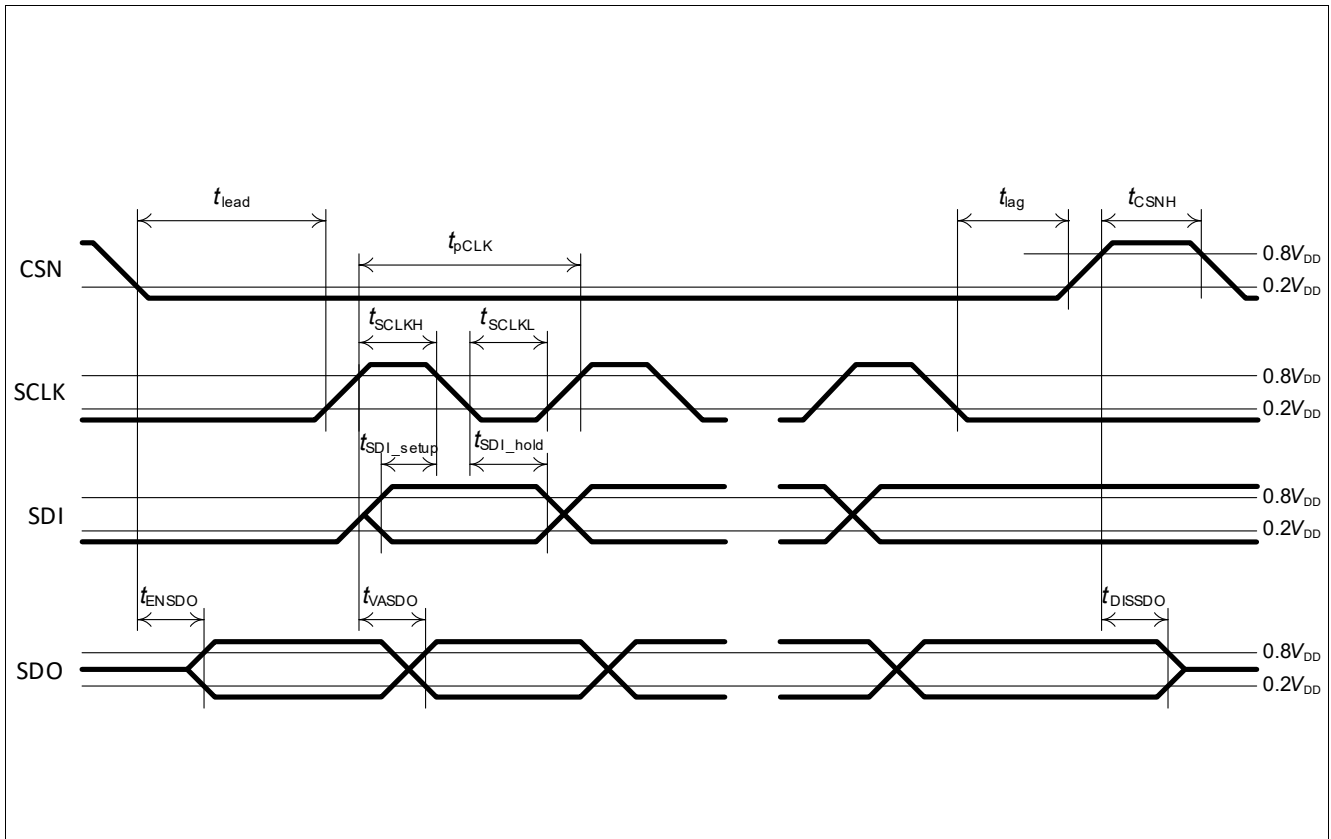 tlead
tlag
tCSNH
tpCLK
CSN
0.8VDD
0.2VDD
tSCLKH
tSCLKL
SCLK
0.8VDD
0.2VDD
tSDI_setup
tSDI_hold
SDI
0.8VDD
0.2VDD
tENSDO
tVASDO
tDISSDO
SDO
0.8VDD
0.2VDD